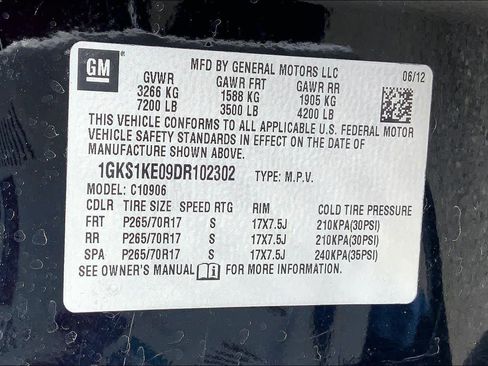 GM
MFD BY GENERAL MOTORS LLC 06/12
GVWR GAWR FRT GAWR RR
3266 KG 1588 KG 1905 KG
7200 LB 3500 LB 4200 LB
THIS VEHICLE CONFORMS TO ALL APPLICABLE U.S. FEDERAL MOTOR
VEHICLE SAFETY STANDARDS IN EFFECT ON THE DATE OF
MANUFACTURE SHOWN ABOVE.
1GKS1KE09DR102302 TYPE: M.P.V.
MODEL: C10906
CDLR TIRE SIZE SPEED RTG RIM COLD TIRE PRESSURE
FRT P265/70R17 S 17X7.5J 210KPA(30PSI)
RR P265/70R17 S 17X7.5J 210KPA(30PSI)
SPA P265/70R17 S 17X7.5J 240KPA(35PSI)
SEE OWNER'S MANUAL FOR MORE INFORMATION.